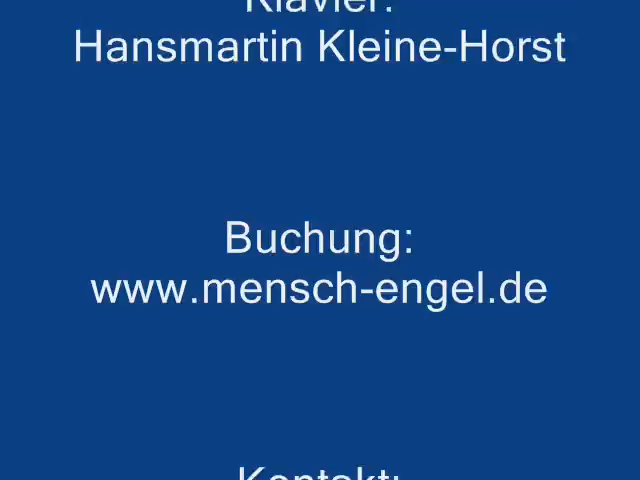 Klavier:
Hansmartin Kleine-Horst
Buchung:
www.mensch-engel.de
Kontakt: